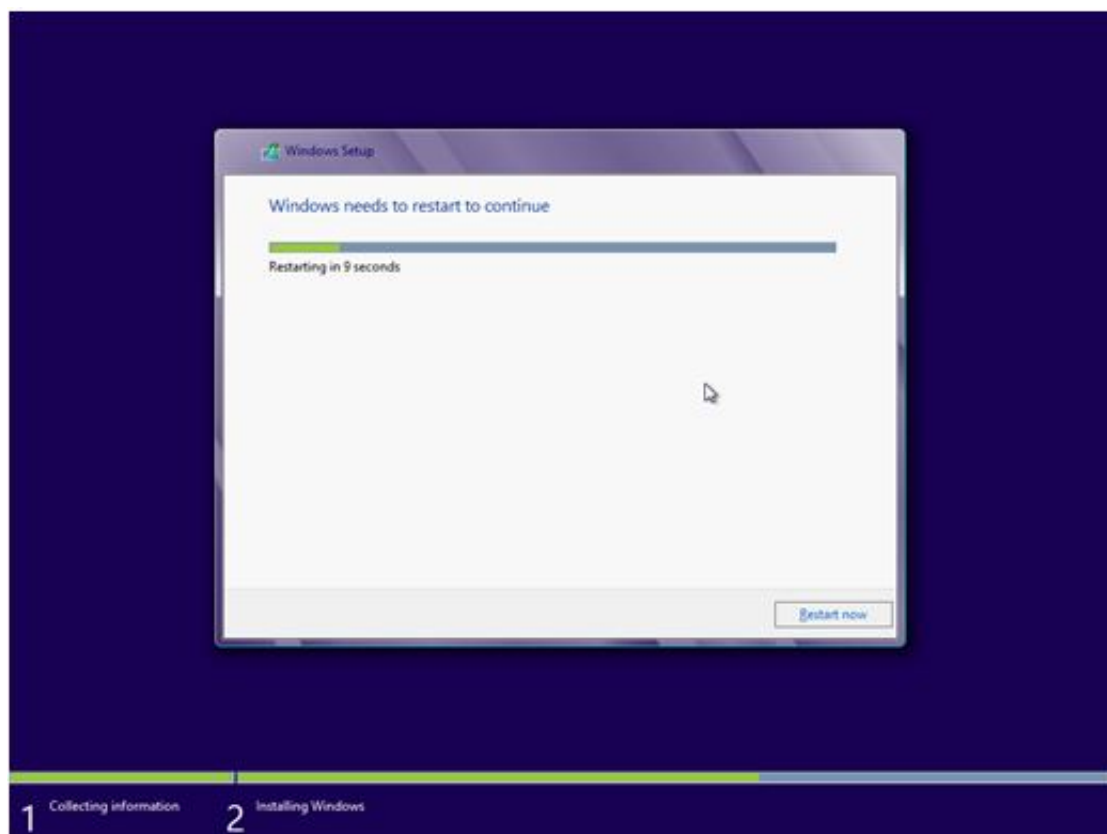 Windows Setup
Windows needs to restart to continue
Restarting in 9 seconds
Restart now
1 Collecting information
2 Installing Windows